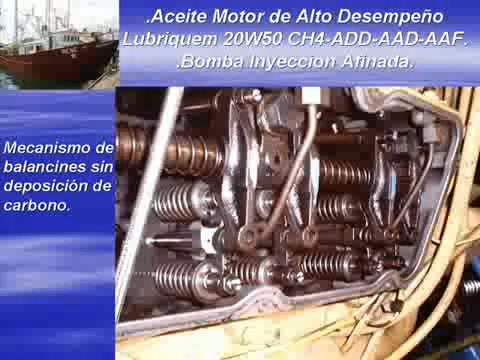 .Aceite Motor de Alto Desempeño
Lubriquem 20W50 CH4-ADD-AAD-AAF.
.Bomba Inyeccion Afinada.
Mecanismo de
balancines sin
deposición de
carbono.